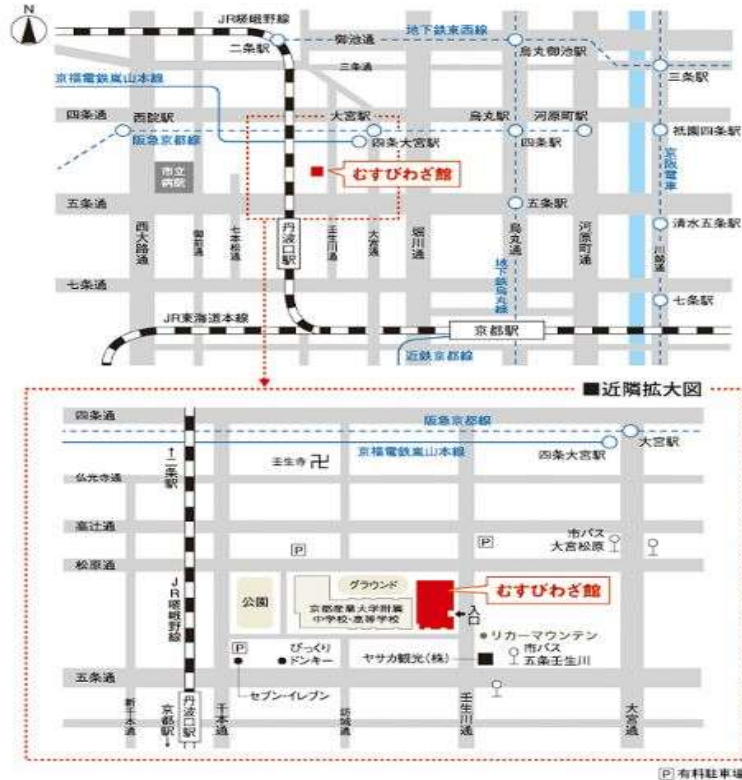 N
JR嵯峨野線
二条駅
御池通
地下鉄東西線
烏丸御池駅
三条通
三条駅
京福電鉄嵐山本線
四条通
西院駅
大宮駅
烏丸駅
河原町駅
阪急京都線
四条大宮駅
四条駅
祇園四条駅
市立
病院
むすびわざ館
京阪電車
五条通
五条駅
西大路通
御前通
七本松通
丹波口駅
壬生川通
大宮通
堀川通
烏丸通
河原町通
清水五条駅
川端通
七条通
地下鉄烏丸線
七条駅
JR東海道本線
京都駅
近鉄京都線
■近隣拡大図
四条通
阪急京都線
↑二条駅
壬生寺 卍
京福電鉄嵐山本線
四条大宮駅
大宮駅
仏光寺通
高辻通
P
P
市バス
大宮松原
松原通
JR嵯峨野線
公園
グラウンド
京都産業大学附属
中学校・高等学校
むすびわざ館
←入口
リカーマウンテン
P
びっくり
ドンキー
ヤサカ観光(株)
市バス
五条壬生川
五条通
セブン-イレブン
新千本通
京都駅↓
丹波口駅
千本通
坊城通
壬生川通
大宮通
P 有料駐車場